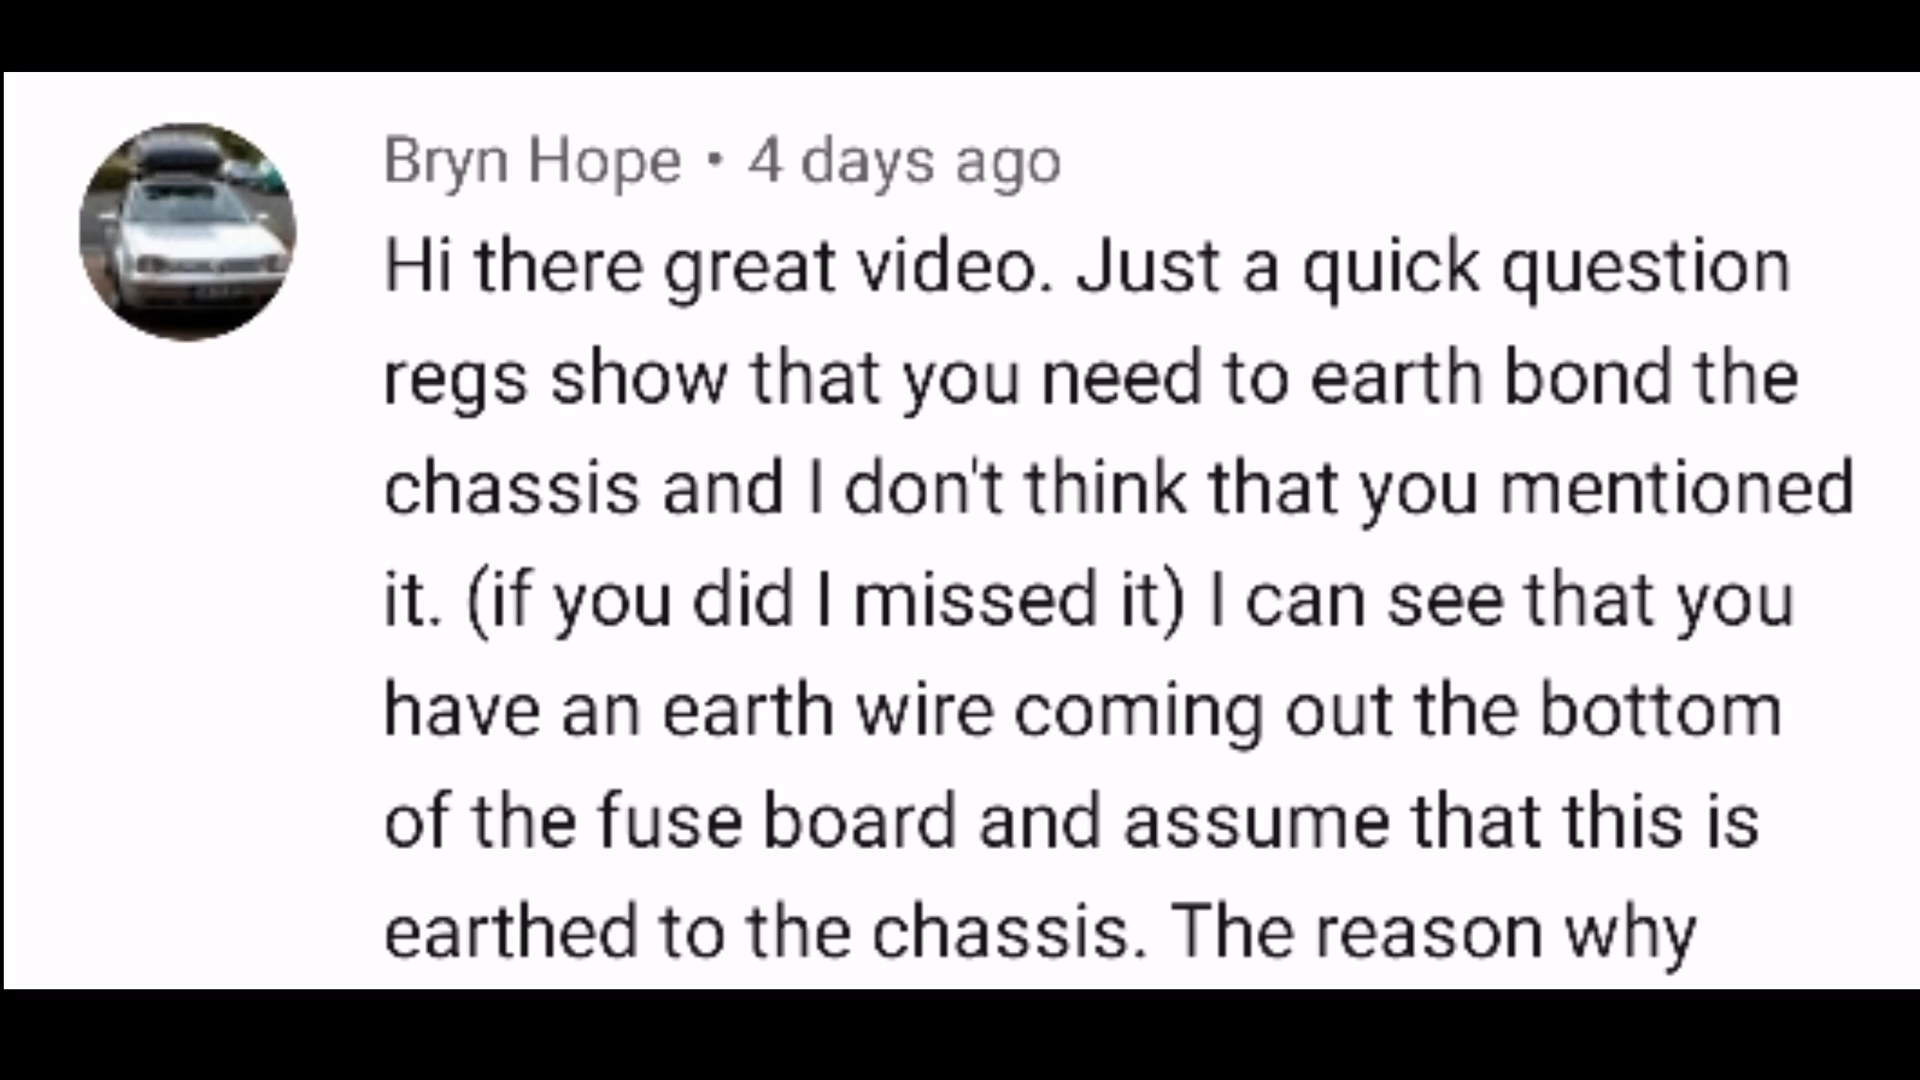 Bryn Hope • 4 days ago
Hi there great video. Just a quick question
regs show that you need to earth bond the
chassis and I don't think that you mentioned
it. (if you did I missed it) I can see that you
have an earth wire coming out the bottom
of the fuse board and assume that this is
earthed to the chassis. The reason why